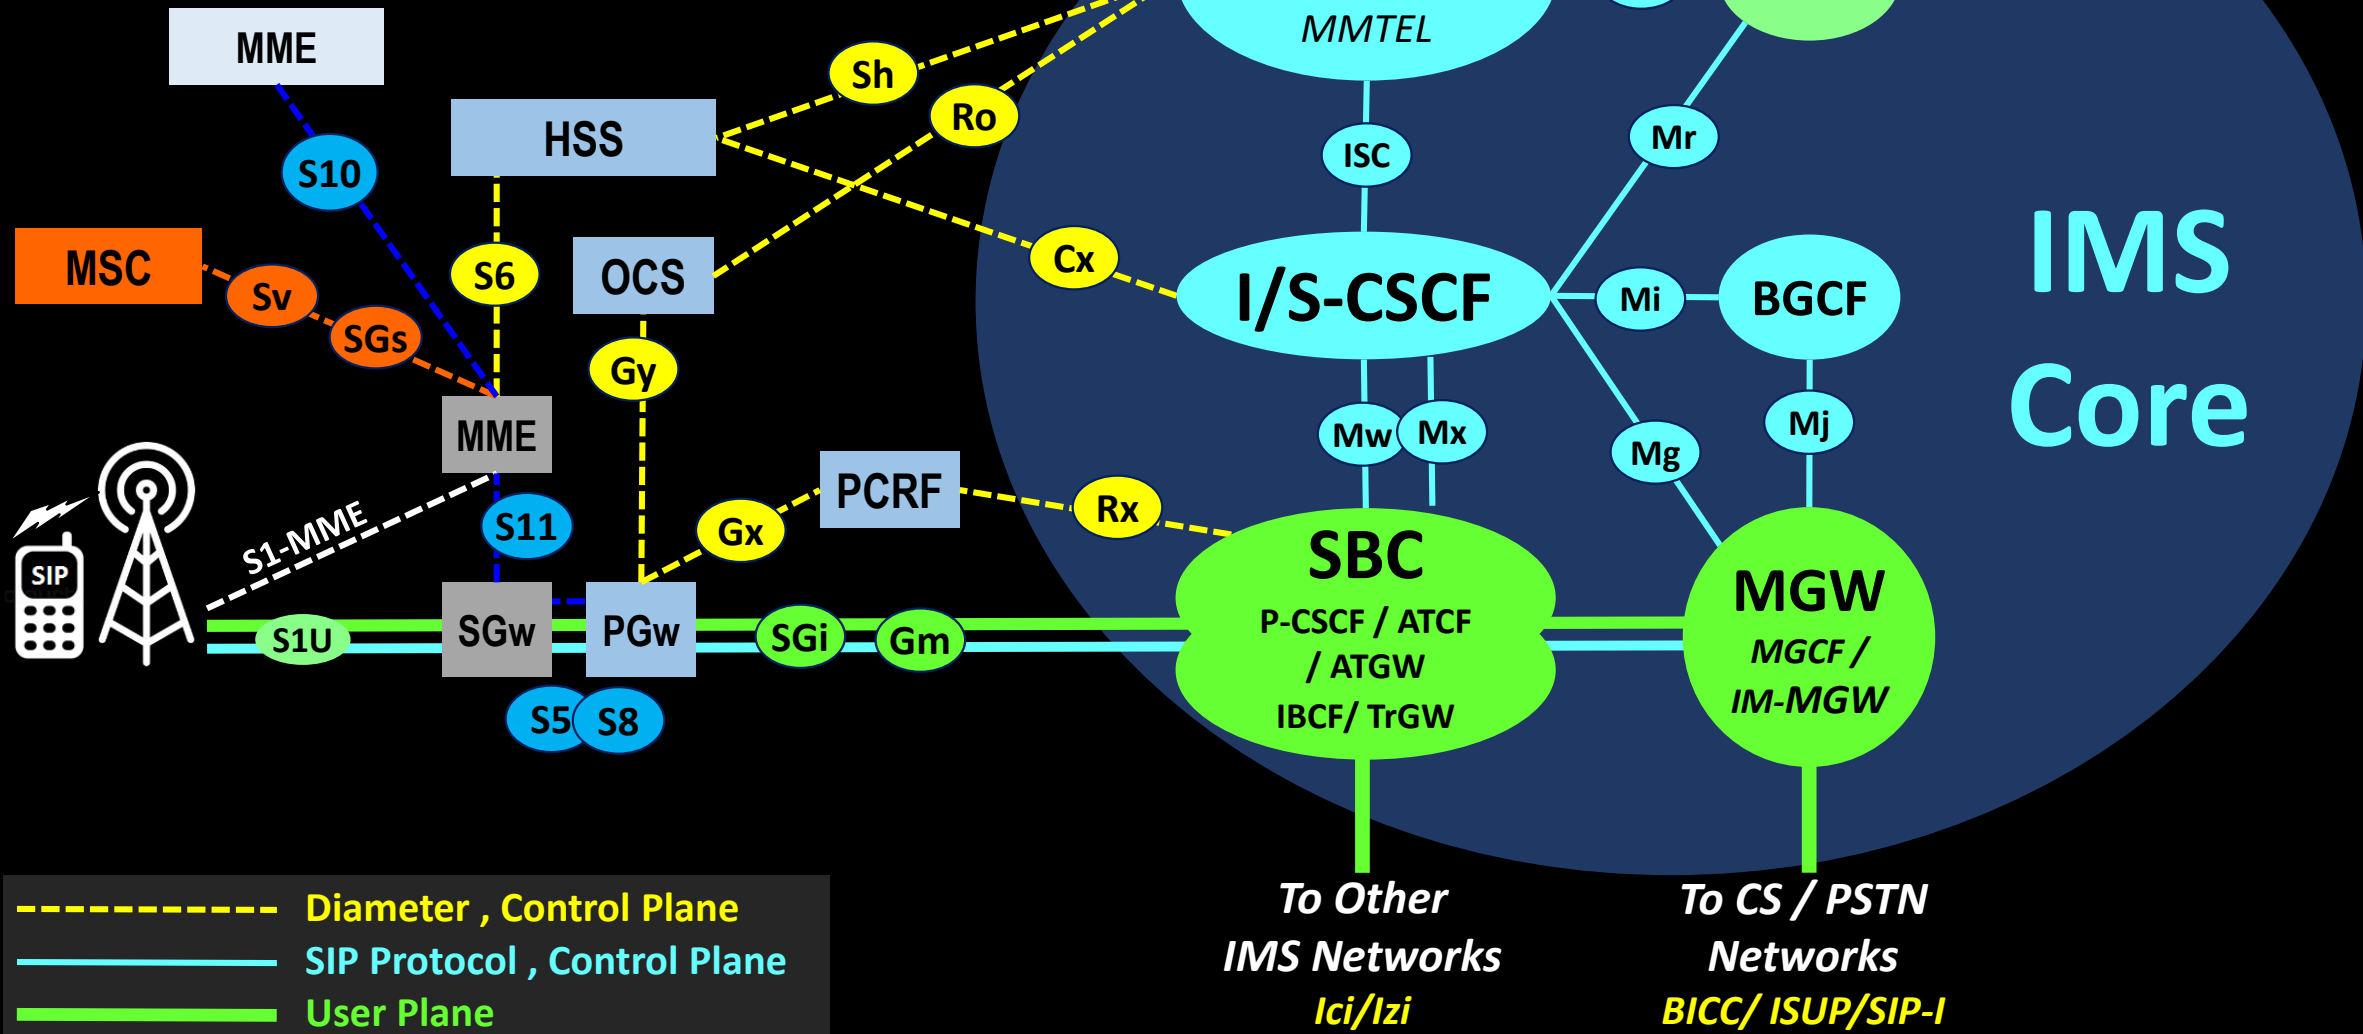 MMTEL
MME
Sh
Ro
HSS
Mr
ISC
S10
IMS
Core
MSC
Sv
SGs
S6
OCS
Cx
I/S-CSCF
Mi
BGCF
Gy
MME
Mw
Mx
Mg
Mj
PCRF
S1-MME
S11
Gx
Rx
SIP
SBC
P-CSCF / ATCF
/ ATGW
IBCF/ TrGW
MGW
MGCF /
IM-MGW
S1U
SGw
PGw
SGi
Gm
S5
S8
Diameter , Control Plane
SIP Protocol , Control Plane
User Plane
To Other
IMS Networks
Ici/Izi
To CS / PSTN
Networks
BICC/ ISUP/SIP-I